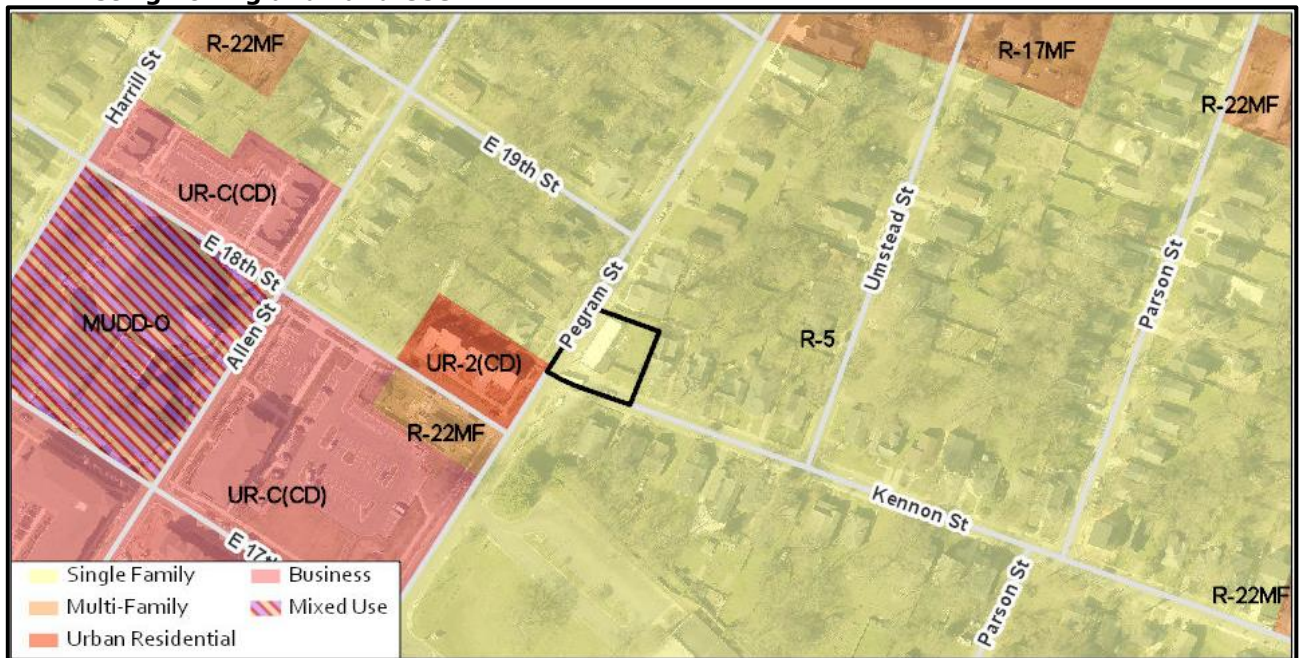 R-22MF
R-17MF
R-22MF
Harrill St
E 19th St
UR-C(CD)
Umstead St
Parson St
E 18th St
Pegram St
MUDD-O
Allen St
R-5
UR-2(CD)
R-22MF
UR-C(CD)
Kennon St
Parson St
R-22MF
Single Family
Business
Multi-Family
Mixed Use
Urban Residential